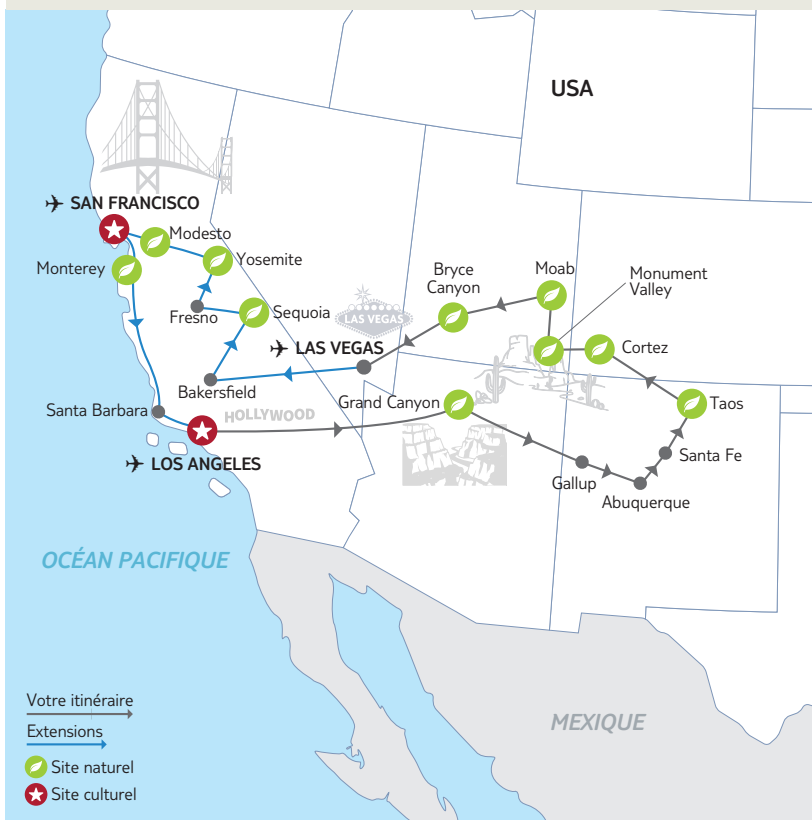 USA
SAN FRANCISCO
Modesto
Monterey
Yosemite
Fresno
Sequoia
LAS VEGAS
LAS VEGAS
Bakersfield
Santa Barbara
HOLLYWOOD
LOS ANGELES
Bryce
Canyon
Moab
Monument
Valley
Cortez
Grand Canyon
Taos
Santa Fe
Gallup
Abuquerque
OCÉAN PACIFIQUE
MEXIQUE
Votre itinéraire
Extensions
Site naturel
Site culturel